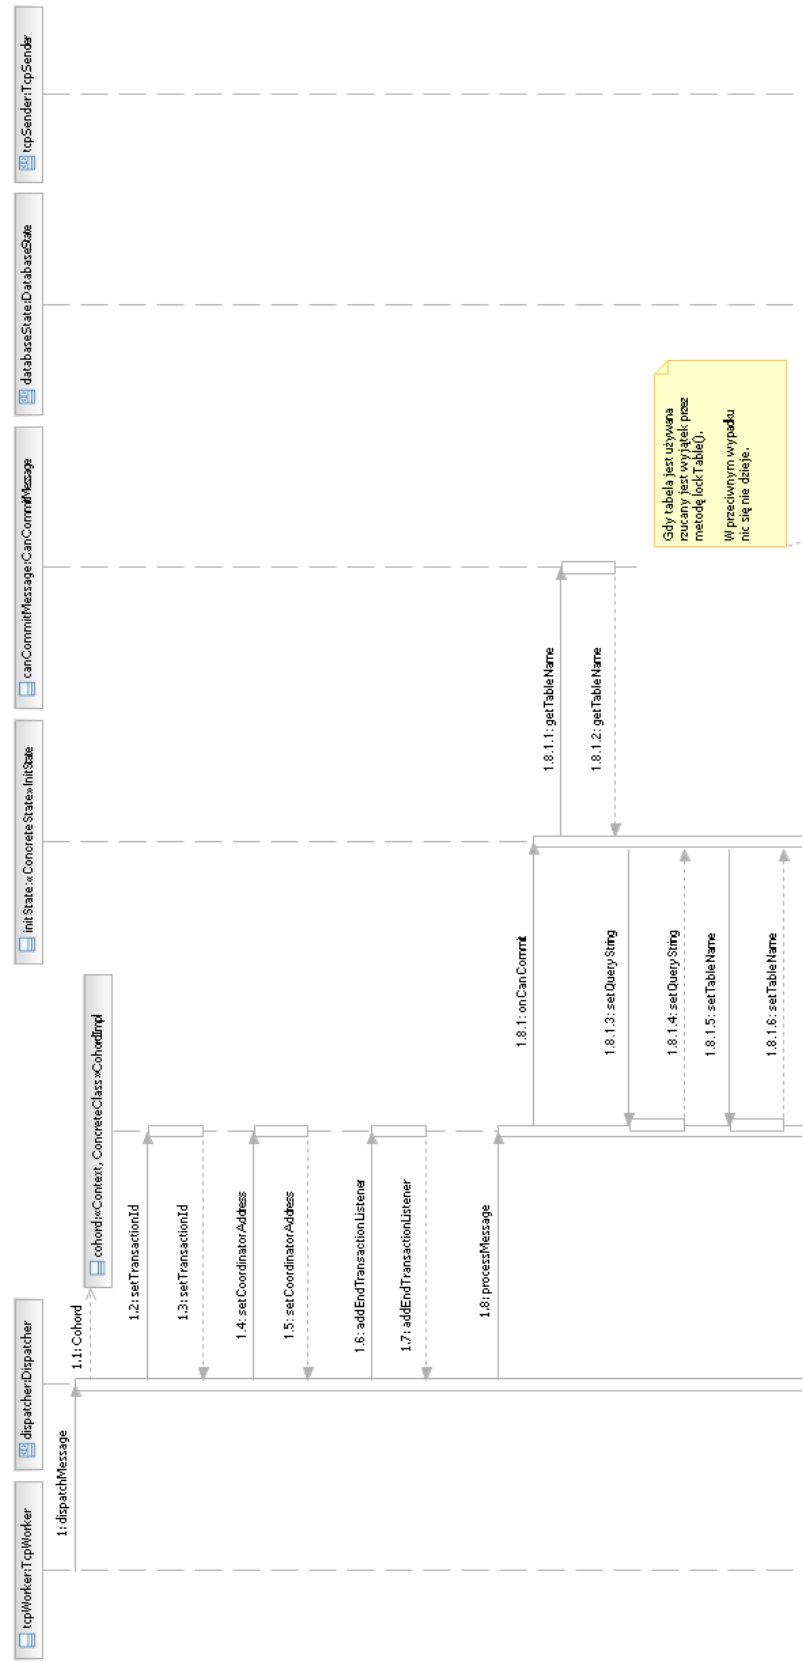 tcpWorker:TcpWorker
dispatcher:Dispatcher
cohord:«Context, ConcreteClass»CohordImpl
initState:«ConcreteState»InitState
canCommitMessage:CanCommitMessage
databaseState:DatabaseState
tcpSender:TcpSender
1: dispatchMessage
1.1: Cohord
1.2: setTransactionId
1.3: setTransactionId
1.4: setCoordinatorAddress
1.5: setCoordinatorAddress
1.6: addEndTransactionListener
1.7: addEndTransactionListener
1.8: processMessage
1.8.1: onCanCommit
1.8.1.1: getTableName
1.8.1.2: getTableName
1.8.1.3: setQueryString
1.8.1.4: setQueryString
1.8.1.5: setTableName
1.8.1.6: setTableName
Gdy tabela jest używana
rzucany jest wyjątek przez
metodę lockTable().
W przeciwnym wypadku
nic się nie dzieje.